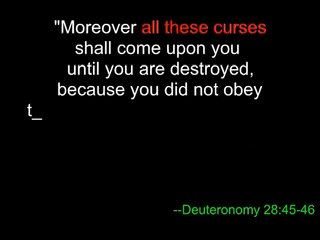 "Moreover all these curses
shall come upon you
until you are destroyed,
because you did not obey
t_
--Deuteronomy 28:45-46